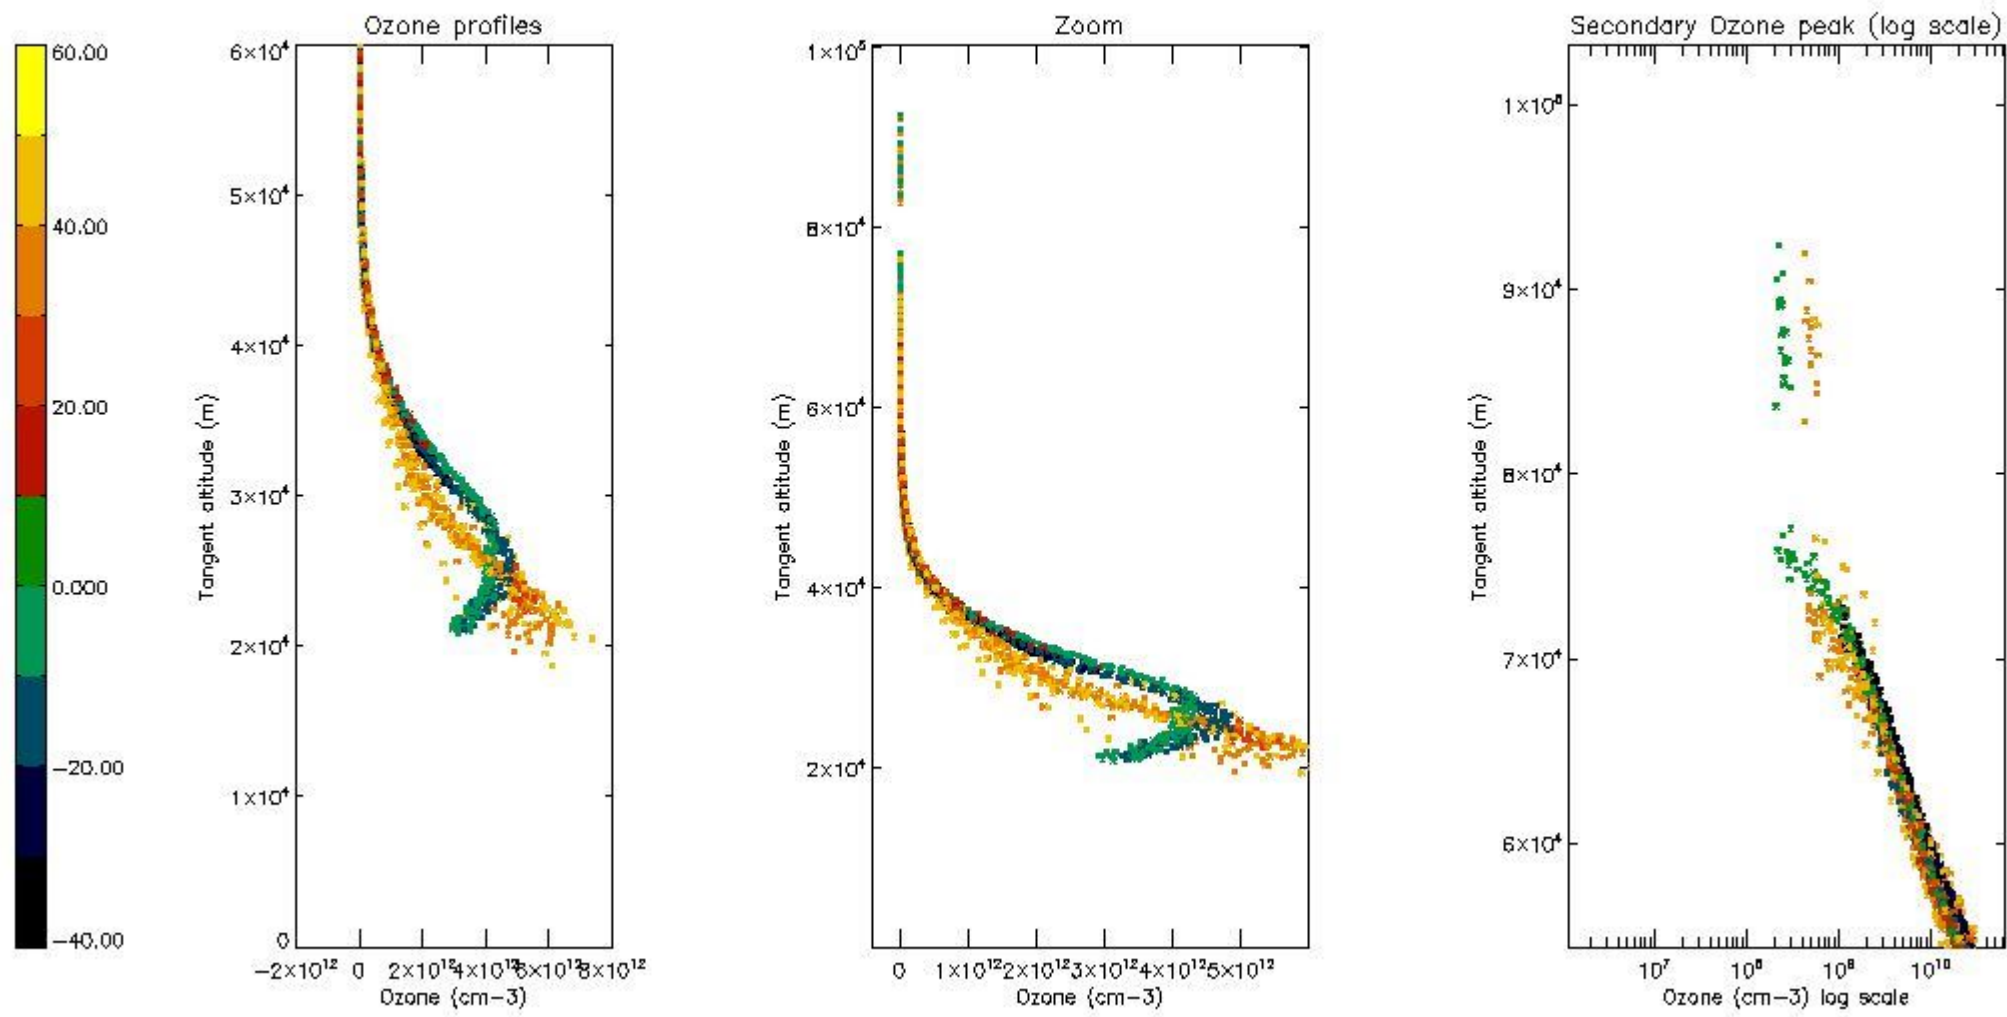 Ozone profiles
Zoom
Secondary Ozone peak (log scale)
60.00
40.00
20.00
0.000
−20.00
−40.00
6×10⁴
5×10⁴
4×10⁴
3×10⁴
2×10⁴
1×10⁴
0
Tangent altitude (m)
−2×10¹² 0 2×10¹² 4×10¹² 6×10¹² 8×10¹²
Ozone (cm−3)
1×10⁵
8×10⁴
6×10⁴
4×10⁴
2×10⁴
Tangent altitude (m)
0 1×10¹² 2×10¹² 3×10¹² 4×10¹² 5×10¹²
Ozone (cm−3)
1×10⁵
9×10⁴
8×10⁴
7×10⁴
6×10⁴
Tangent altitude (m)
10⁷ 10⁸ 10⁹ 10¹⁰
Ozone (cm−3) log scale